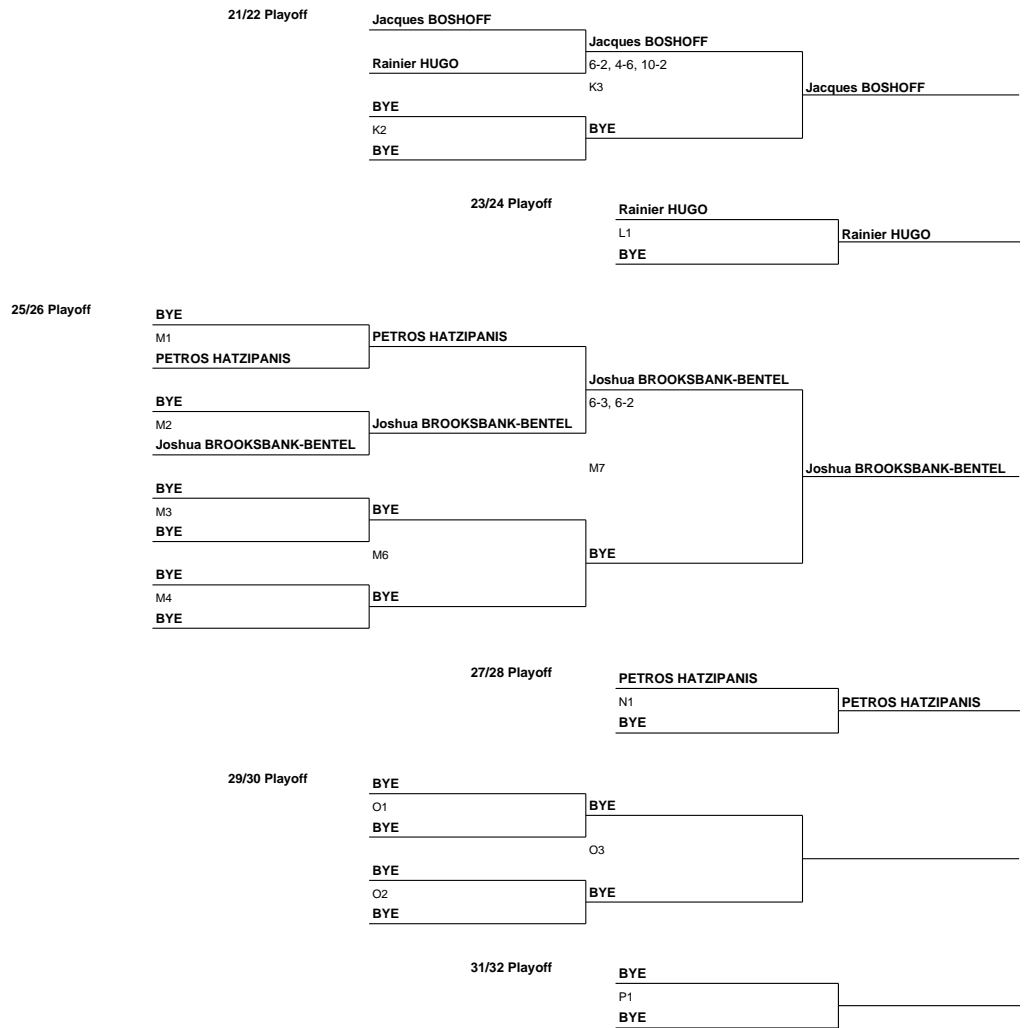 21/22 Playoff
Jacques BOSHOFF
Jacques BOSHOFF
Rainier HUGO
6-2, 4-6, 10-2
K3
Jacques BOSHOFF
BYE
K2
BYE
BYE
23/24 Playoff
Rainier HUGO
L1
Rainier HUGO
BYE
25/26 Playoff
BYE
M1
PETROS HATZIPANIS
PETROS HATZIPANIS
Joshua BROOKSBANK-BENTEL
6-3, 6-2
BYE
M2
Joshua BROOKSBANK-BENTEL
Joshua BROOKSBANK-BENTEL
M7
Joshua BROOKSBANK-BENTEL
BYE
M3
BYE
BYE
M6
BYE
BYE
M4
BYE
BYE
27/28 Playoff
PETROS HATZIPANIS
N1
PETROS HATZIPANIS
BYE
29/30 Playoff
BYE
O1
BYE
BYE
O3
BYE
O2
BYE
BYE
31/32 Playoff
BYE
P1
BYE